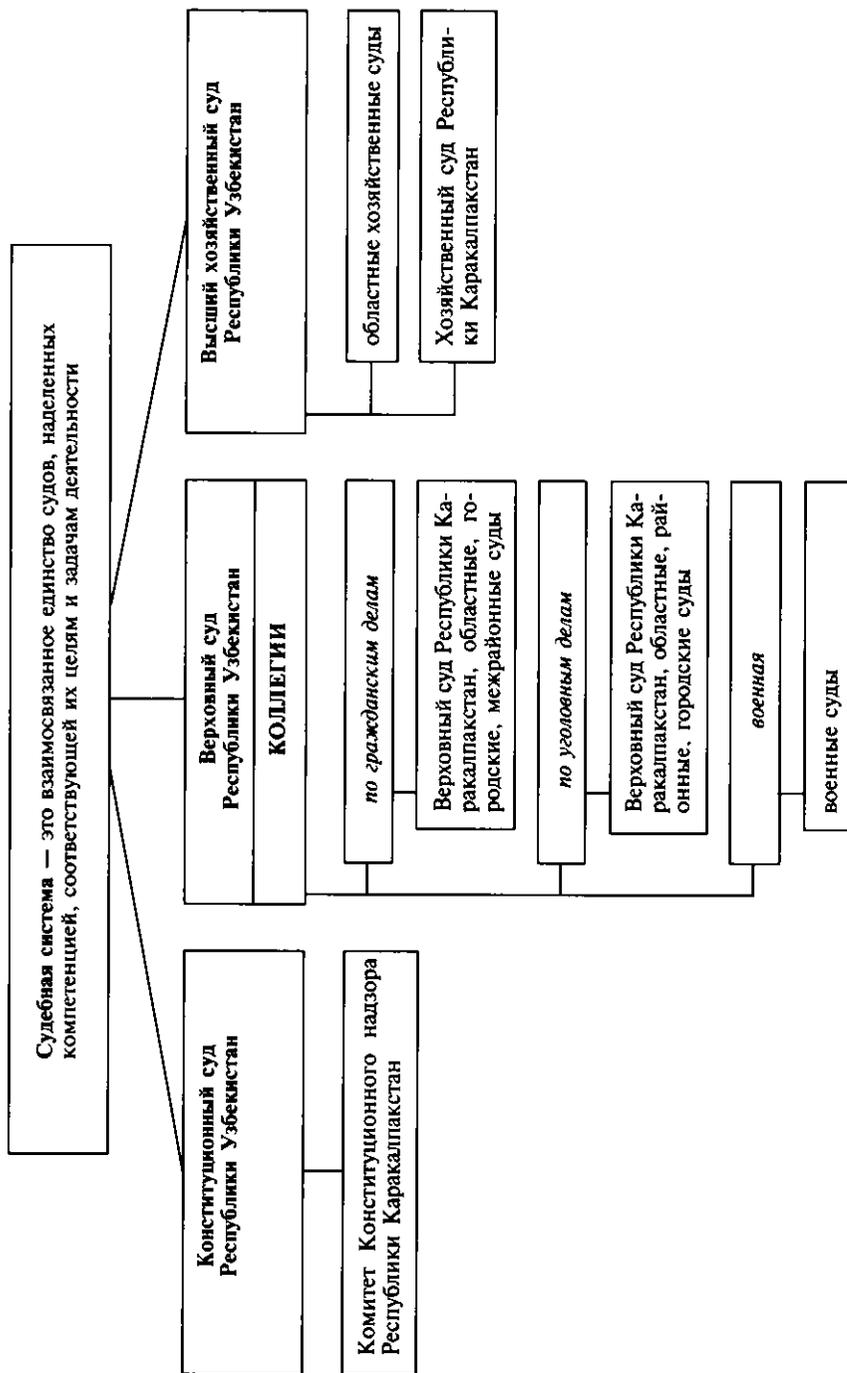 Судебная система — это взаимосвязанное единство судов, наделенных
компетенцией, соответствующей их целям и задачам деятельности
Конституционный суд
Республики Узбекистан
Комитет Конституционного надзора
Республики Каракалпакстан
Верховный суд
Республики Узбекистан
КОЛЛЕГИИ
по гражданским делам
Верховный суд Республики Ка-
ракалпакстан, областные, го-
родские, межрайонные суды
по уголовным делам
Верховный суд Республики Ка-
ракалпакстан, областные, рай-
онные, городские суды
военная
военные суды
Высший хозяйственный суд
Республики Узбекистан
областные хозяйственные суды
Хозяйственный суд Республи-
ки Каракалпакстан